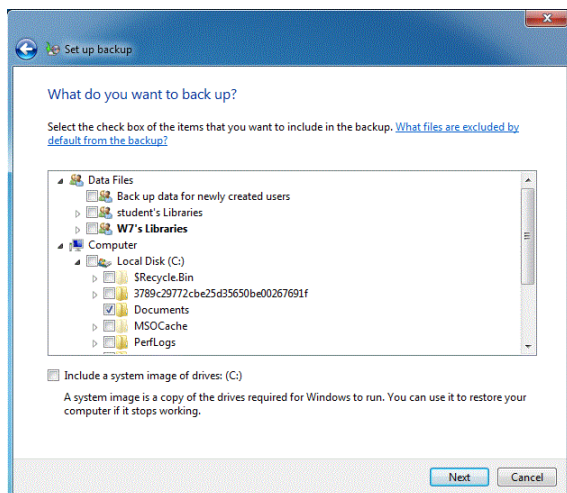 Set up backup
What do you want to back up?
Select the check box of the items that you want to include in the backup. What files are excluded by
default from the backup?
Data Files
Back up data for newly created users
student's Libraries
W7's Libraries
Computer
Local Disk (C:)
$Recycle.Bin
3789c29772cbe25d35650be00267691f
Documents
MSOCache
PerfLogs
Include a system image of drives: (C:)
A system image is a copy of the drives required for Windows to run. You can use it to restore your
computer if it stops working.
Next Cancel